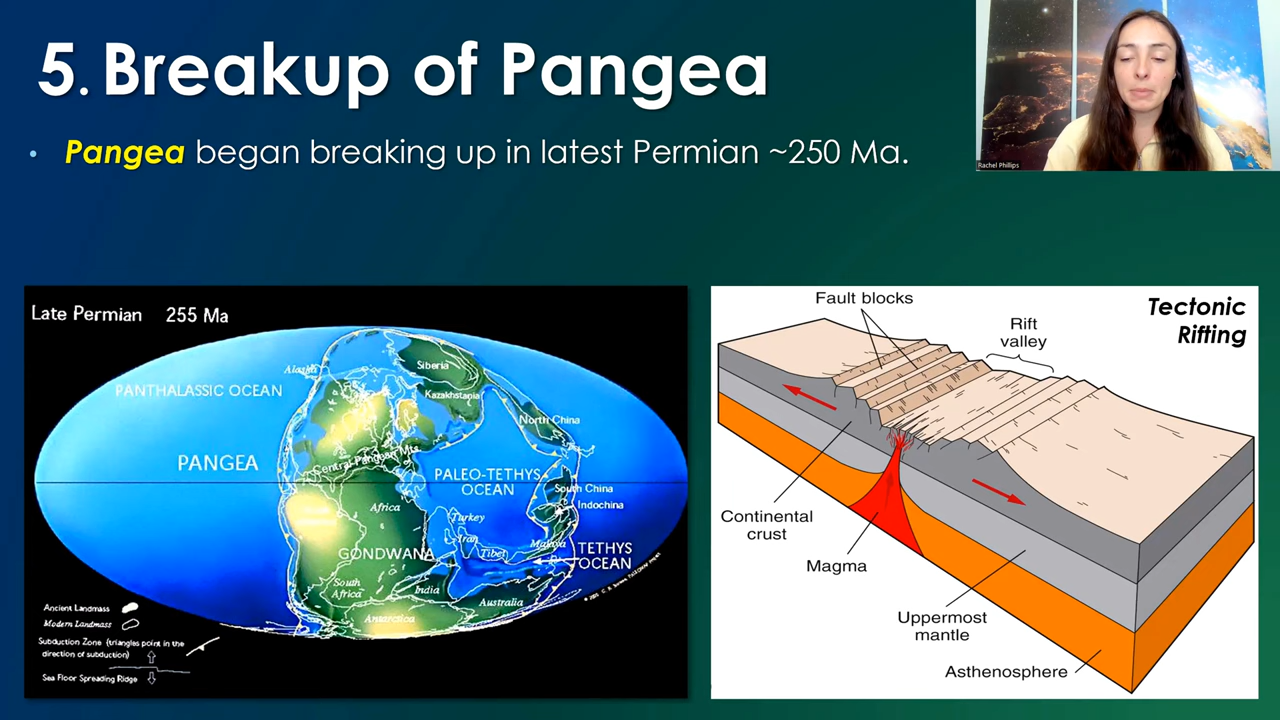 5. Breakup of Pangea
• Pangea began breaking up in latest Permian ~250 Ma.
Rachel Phillips
Late Permian 255 Ma
PANTHALASSIC OCEAN
PANGEA
Alaska
Siberia
Kazakhstania
North China
Central Pangean Mts.
PALEO-TETHYS
OCEAN
South China
Indochina
Africa
Turkey
Iran
Tibet
Malaya
GONDWANA
TETHYS
OCEAN
South
Africa
India
Australia
Antarctica
Ancient Landmass
Modern Landmass
Subduction Zone (triangles point in the
direction of subduction)
Sea Floor Spreading Ridge
Tectonic
Rifting
Fault blocks
Rift
valley
Continental
crust
Magma
Uppermost
mantle
Asthenosphere